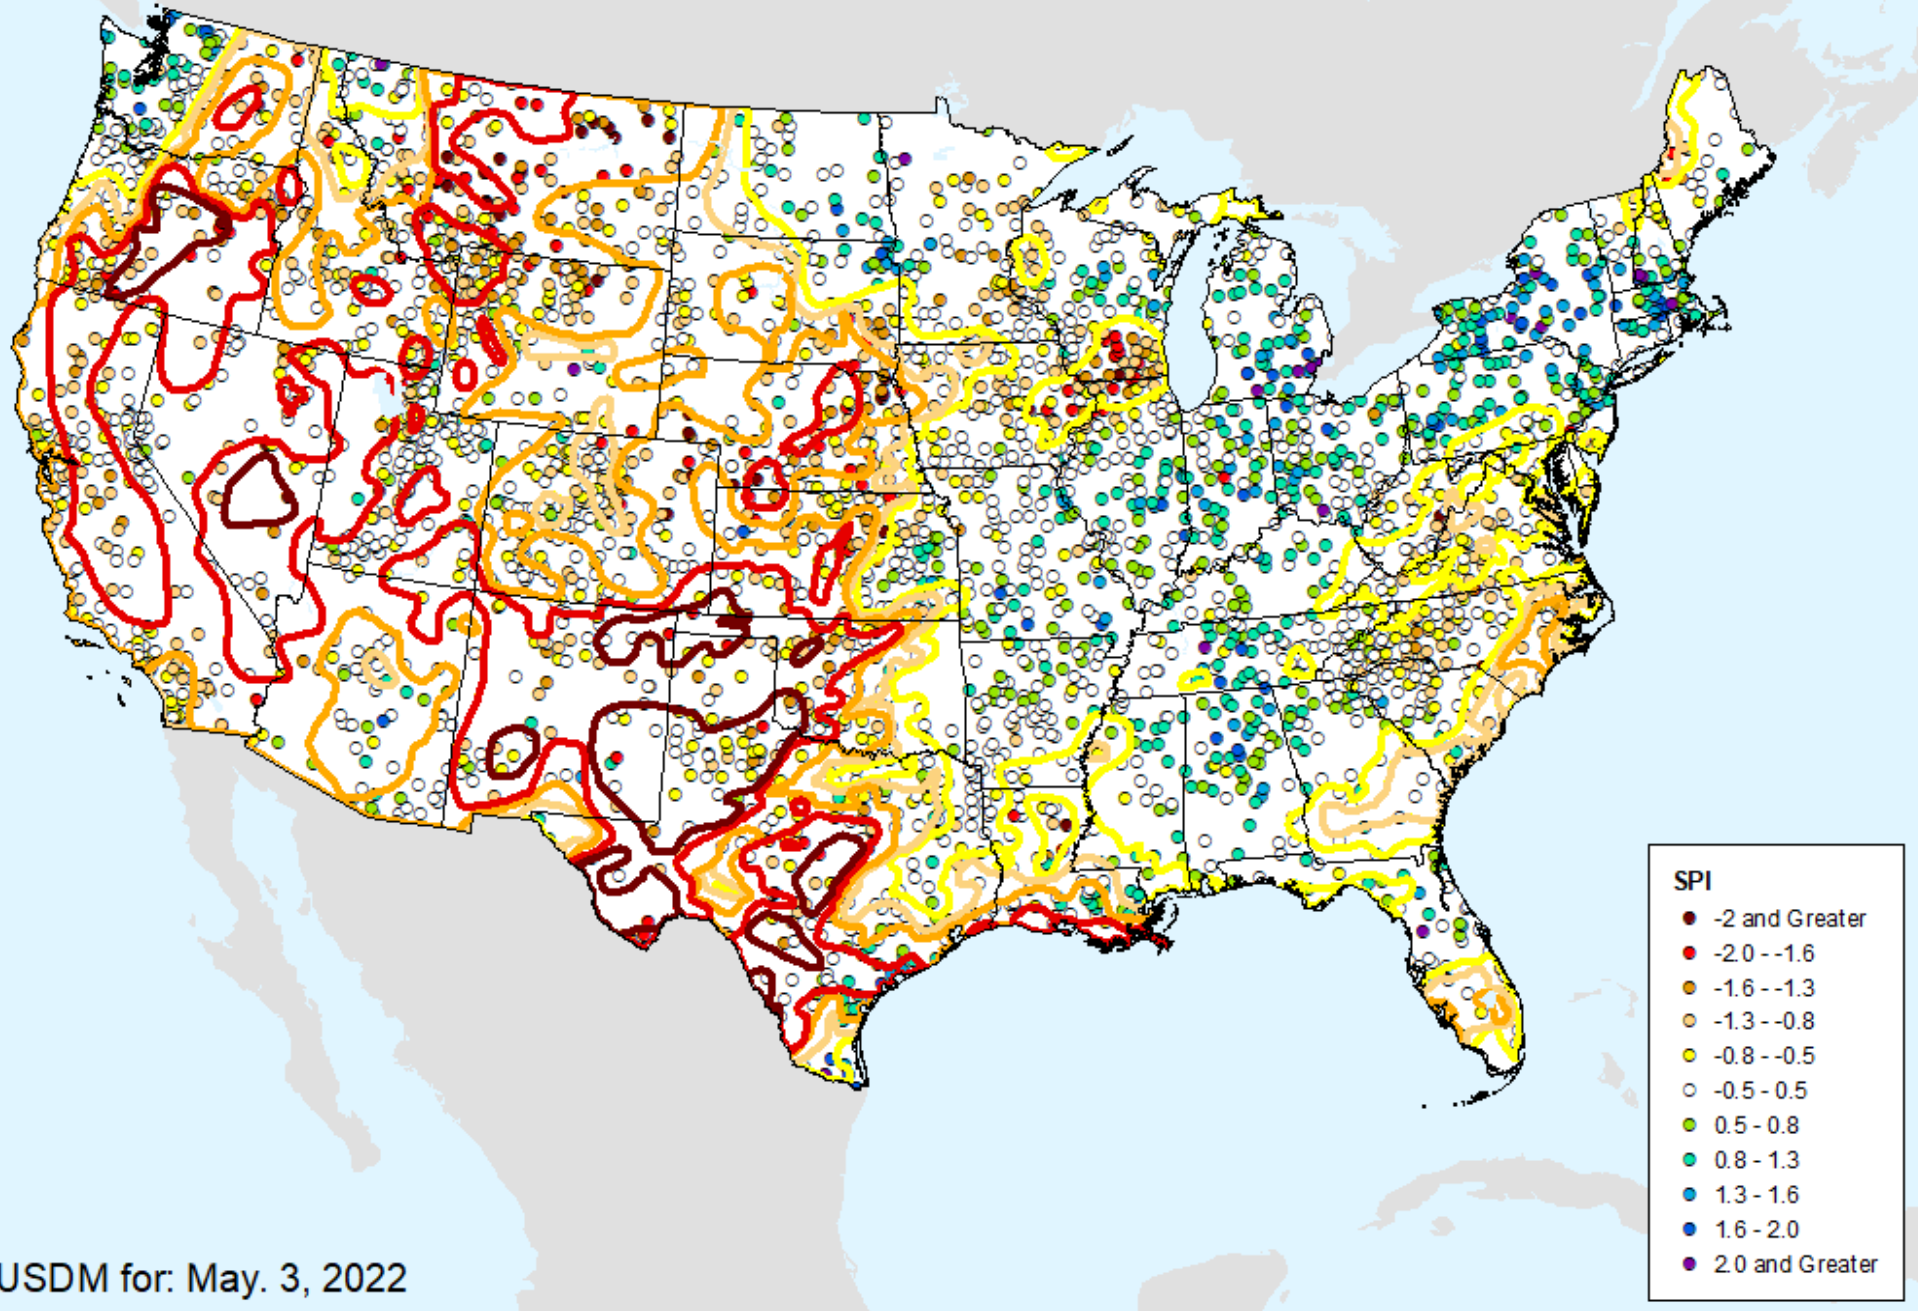 SPI
-2 and Greater
-2.0 - -1.6
-1.6 - -1.3
-1.3 - -0.8
-0.8 - -0.5
-0.5 - 0.5
0.5 - 0.8
0.8 - 1.3
1.3 - 1.6
1.6 - 2.0
2.0 and Greater
USDM for: May. 3, 2022